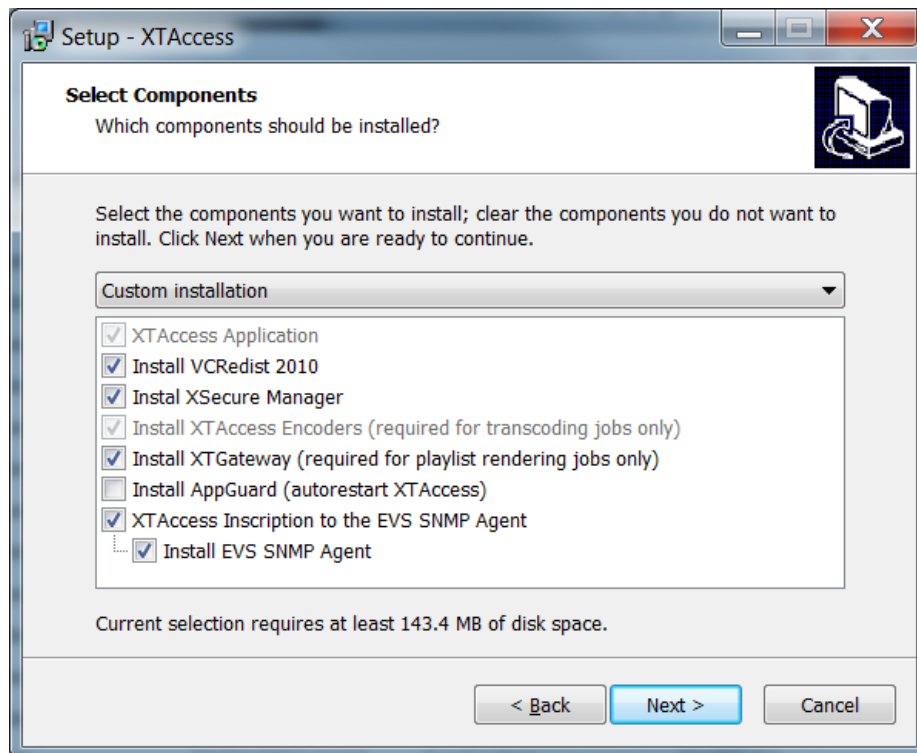 Setup - XTAccess
Select Components
Which components should be installed?
Select the components you want to install; clear the components you do not want to
install. Click Next when you are ready to continue.
Custom installation
XTAccess Application
Install VCRedist 2010
Instal XSecure Manager
Install XTAccess Encoders (required for transcoding jobs only)
Install XTGateway (required for playlist rendering jobs only)
Install AppGuard (autorestart XTAccess)
XTAccess Inscription to the EVS SNMP Agent
Install EVS SNMP Agent
Current selection requires at least 143.4 MB of disk space.
< Back
Next >
Cancel